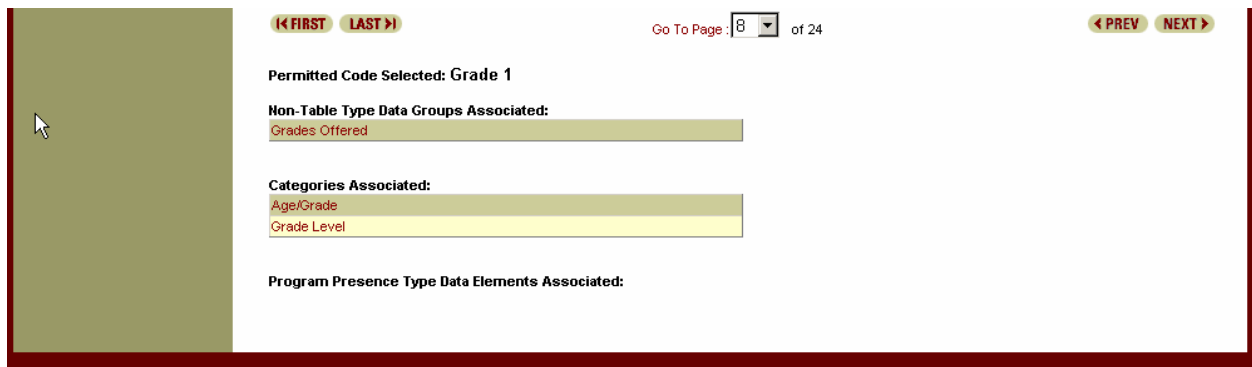 FIRST LAST Go To Page : 8 of 24 PREV NEXT
Permitted Code Selected: Grade 1
Non-Table Type Data Groups Associated:
Grades Offered
Categories Associated:
Age/Grade
Grade Level
Program Presence Type Data Elements Associated: